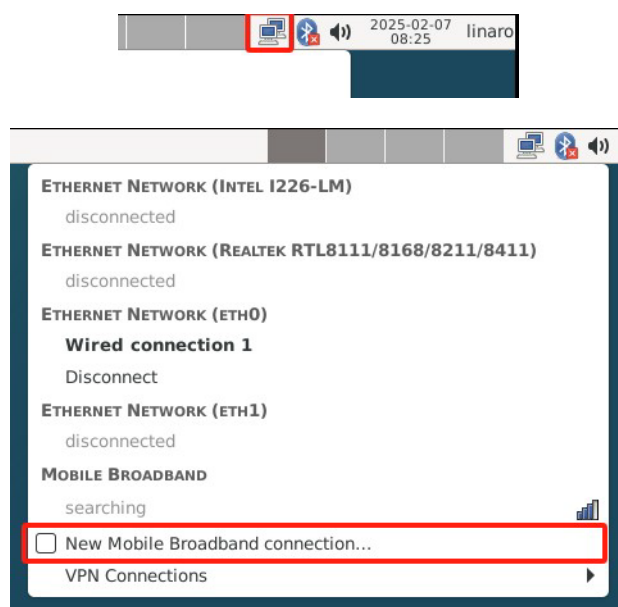 2025-02-07
08:25
linaro
ETHERNET NETWORK (INTEL I226-LM)
disconnected
ETHERNET NETWORK (REALTEK RTL8111/8168/8211/8411)
disconnected
ETHERNET NETWORK (ETH0)
Wired connection 1
Disconnect
ETHERNET NETWORK (ETH1)
disconnected
MOBILE BROADBAND
searching
New Mobile Broadband connection...
VPN Connections